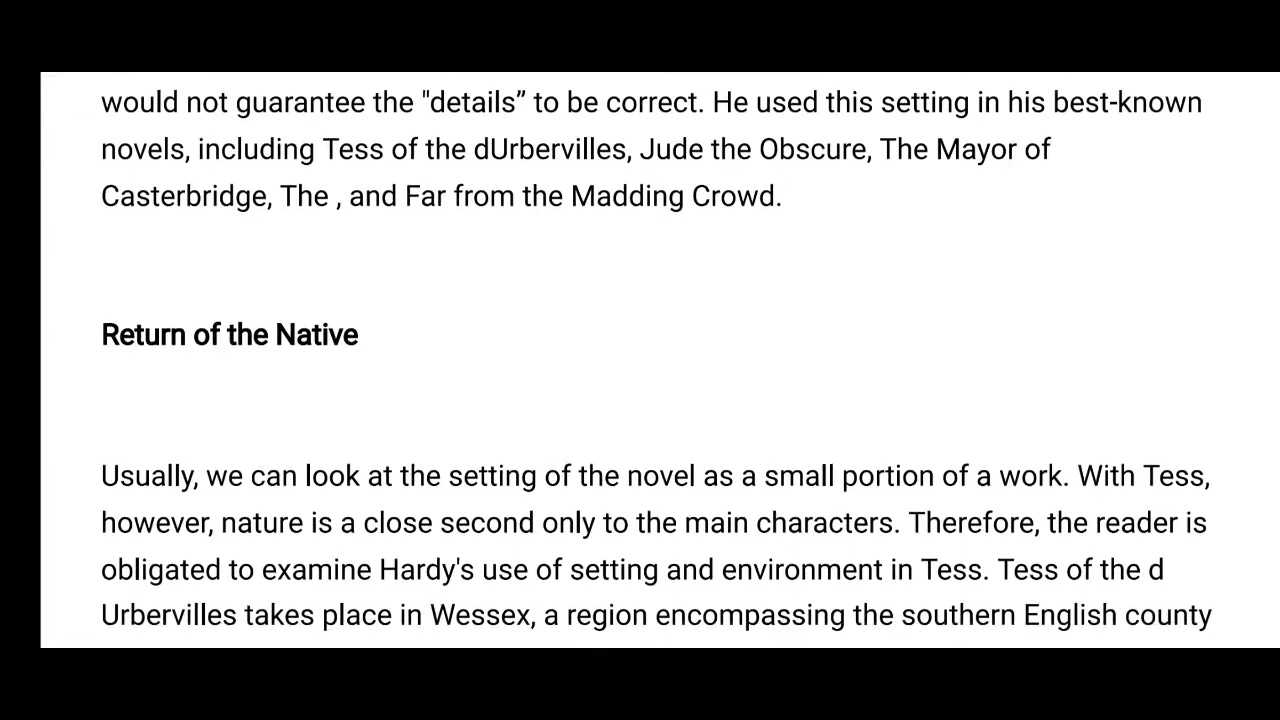 would not guarantee the "details” to be correct. He used this setting in his best-known
novels, including Tess of the dUrbervilles, Jude the Obscure, The Mayor of
Casterbridge, The , and Far from the Madding Crowd.
Return of the Native
Usually, we can look at the setting of the novel as a small portion of a work. With Tess,
however, nature is a close second only to the main characters. Therefore, the reader is
obligated to examine Hardy's use of setting and environment in Tess. Tess of the d
Urbervilles takes place in Wessex, a region encompassing the southern English county